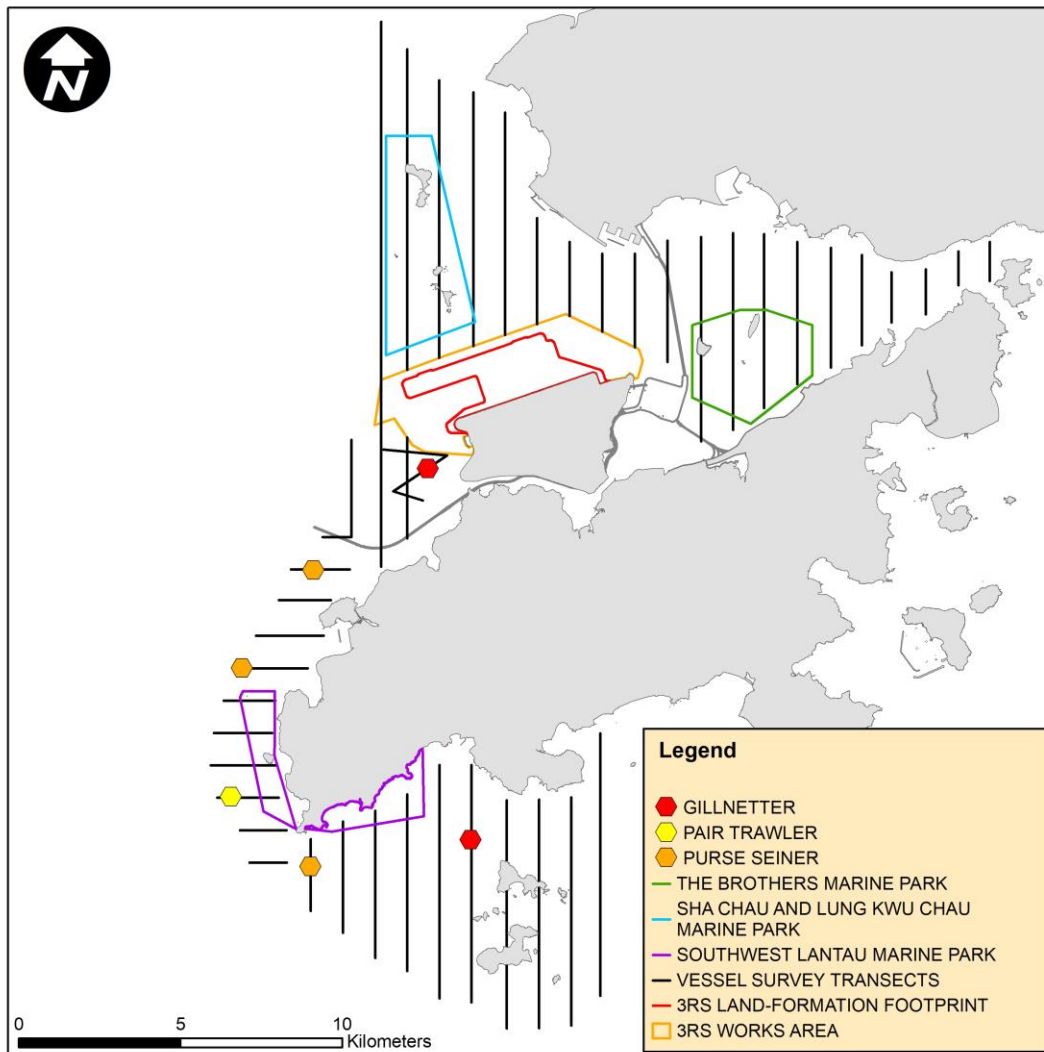 N
Legend
GILLNETTER
PAIR TRAWLER
PURSE SEINER
THE BROTHERS MARINE PARK
SHA CHAU AND LUNG KWU CHAU
MARINE PARK
SOUTHWEST LANTAU MARINE PARK
VESSEL SURVEY TRANSECTS
3RS LAND-FORMATION FOOTPRINT
3RS WORKS AREA
0 5 10
Kilometers